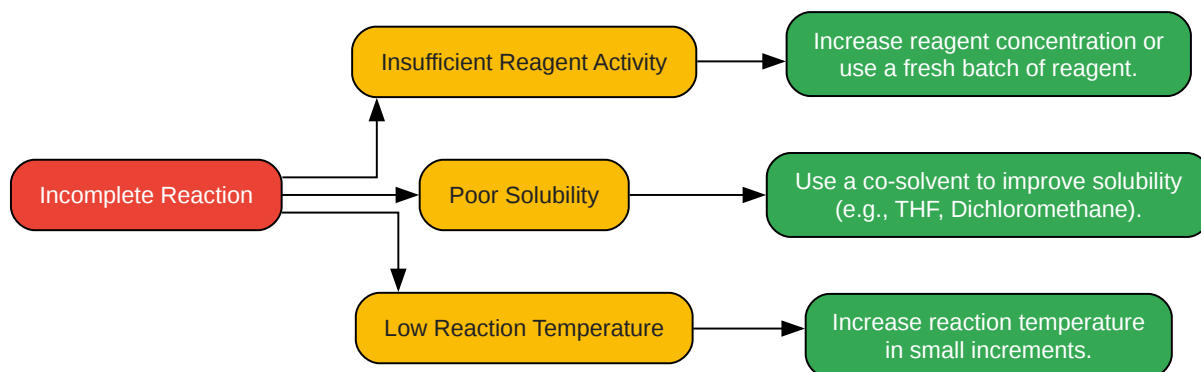 Insufficient Reagent Activity
Increase reagent concentration or
use a fresh batch of reagent.
Incomplete Reaction
Poor Solubility
Use a co-solvent to improve solubility
(e.g., THF, Dichloromethane).
Low Reaction Temperature
Increase reaction temperature
in small increments.